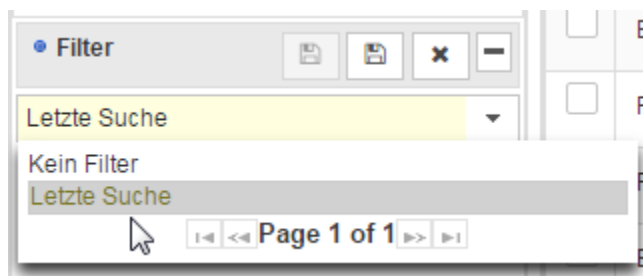 Filter
Letzte Suche
Kein Filter
Letzte Suche
Page 1 of 1